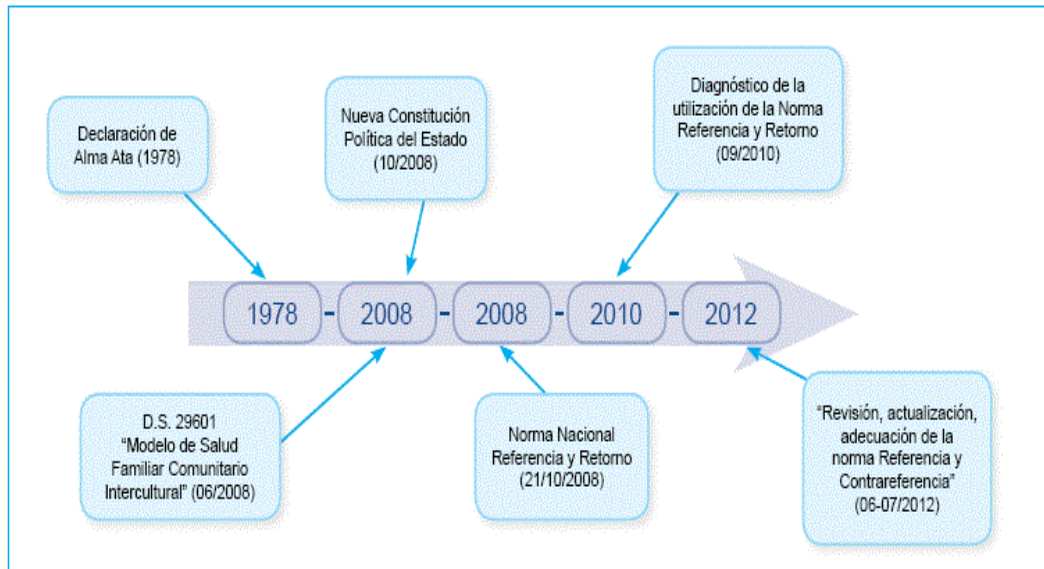 Declaración de
Alma Ata (1978)
Nueva Constitución
Política del Estado
(10/2008)
Diagnóstico de la
utilización de la Norma
Referencia y Retorno
(09/2010)
1978 - 2008 - 2008 - 2010 - 2012
D.S. 29601
“Modelo de Salud
Familiar Comunitario
Intercultural” (06/2008)
Norma Nacional
Referencia y Retorno
(21/10/2008)
“Revisión, actualización,
adecuación de la
norma Referencia y
Contrareferencia”
(06-07/2012)